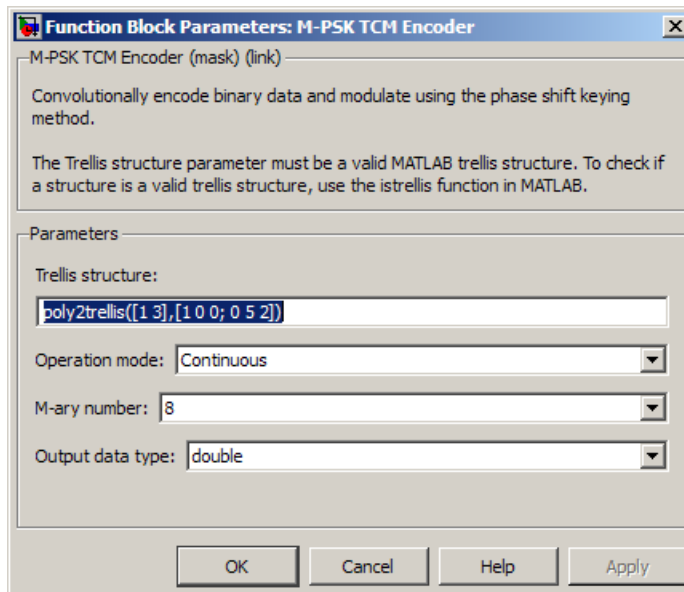 Function Block Parameters: M-PSK TCM Encoder
M-PSK TCM Encoder (mask) (link)
Convolutionally encode binary data and modulate using the phase shift keying
method.
The Trellis structure parameter must be a valid MATLAB trellis structure. To check if
a structure is a valid trellis structure, use the istrellis function in MATLAB.
Parameters
Trellis structure:
poly2trellis([1 3],[1 0 0; 0 5 2])
Operation mode: Continuous
M-ary number: 8
Output data type: double
OK Cancel Help Apply